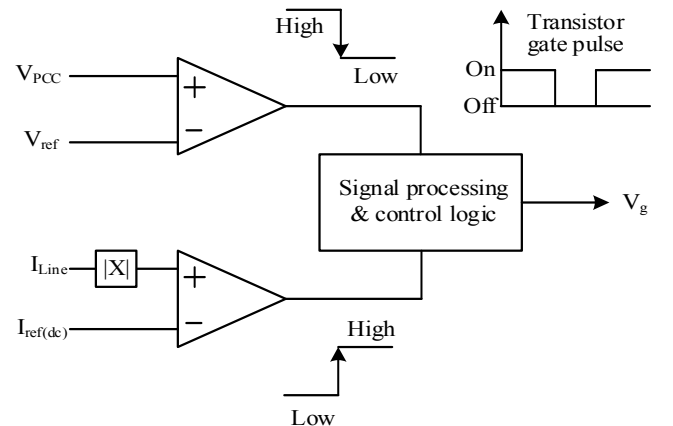 High
Low
Transistor
gate pulse
On
Off
V_PCC
+
V_ref
−
Signal processing
& control logic
V_g
I_Line
|X|
+
I_ref(dc)
−
High
Low